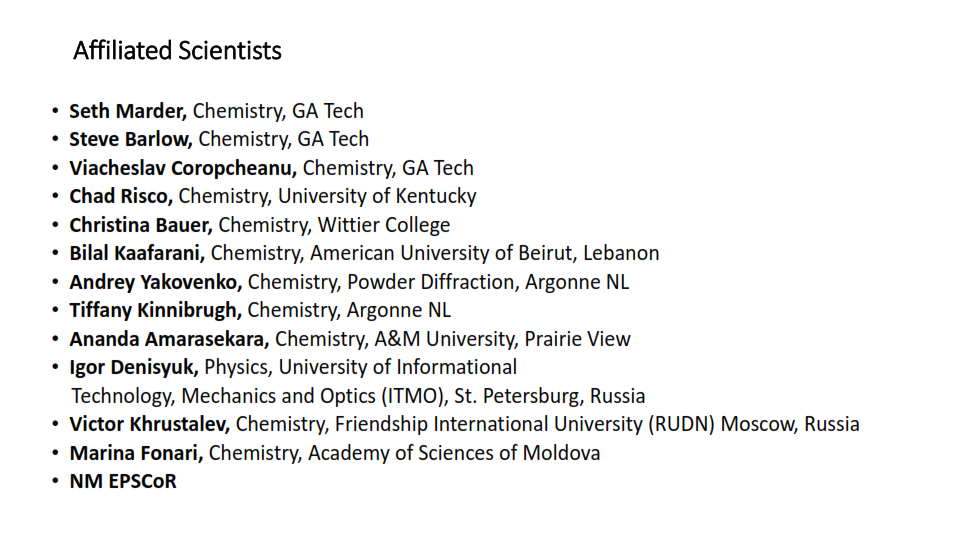 Affiliated Scientists
• Seth Marder, Chemistry, GA Tech
• Steve Barlow, Chemistry, GA Tech
• Viacheslav Coropcheanu, Chemistry, GA Tech
• Chad Risco, Chemistry, University of Kentucky
• Christina Bauer, Chemistry, Wittier College
• Bilal Kaafarani, Chemistry, American University of Beirut, Lebanon
• Andrey Yakovenko, Chemistry, Powder Diffraction, Argonne NL
• Tiffany Kinnibrugh, Chemistry, Argonne NL
• Ananda Amarasekara, Chemistry, A&M University, Prairie View
• Igor Denisyuk, Physics, University of Informational
Technology, Mechanics and Optics (ITMO), St. Petersburg, Russia
• Victor Khrustalev, Chemistry, Friendship International University (RUDN) Moscow, Russia
• Marina Fonari, Chemistry, Academy of Sciences of Moldova
• NM EPSCoR